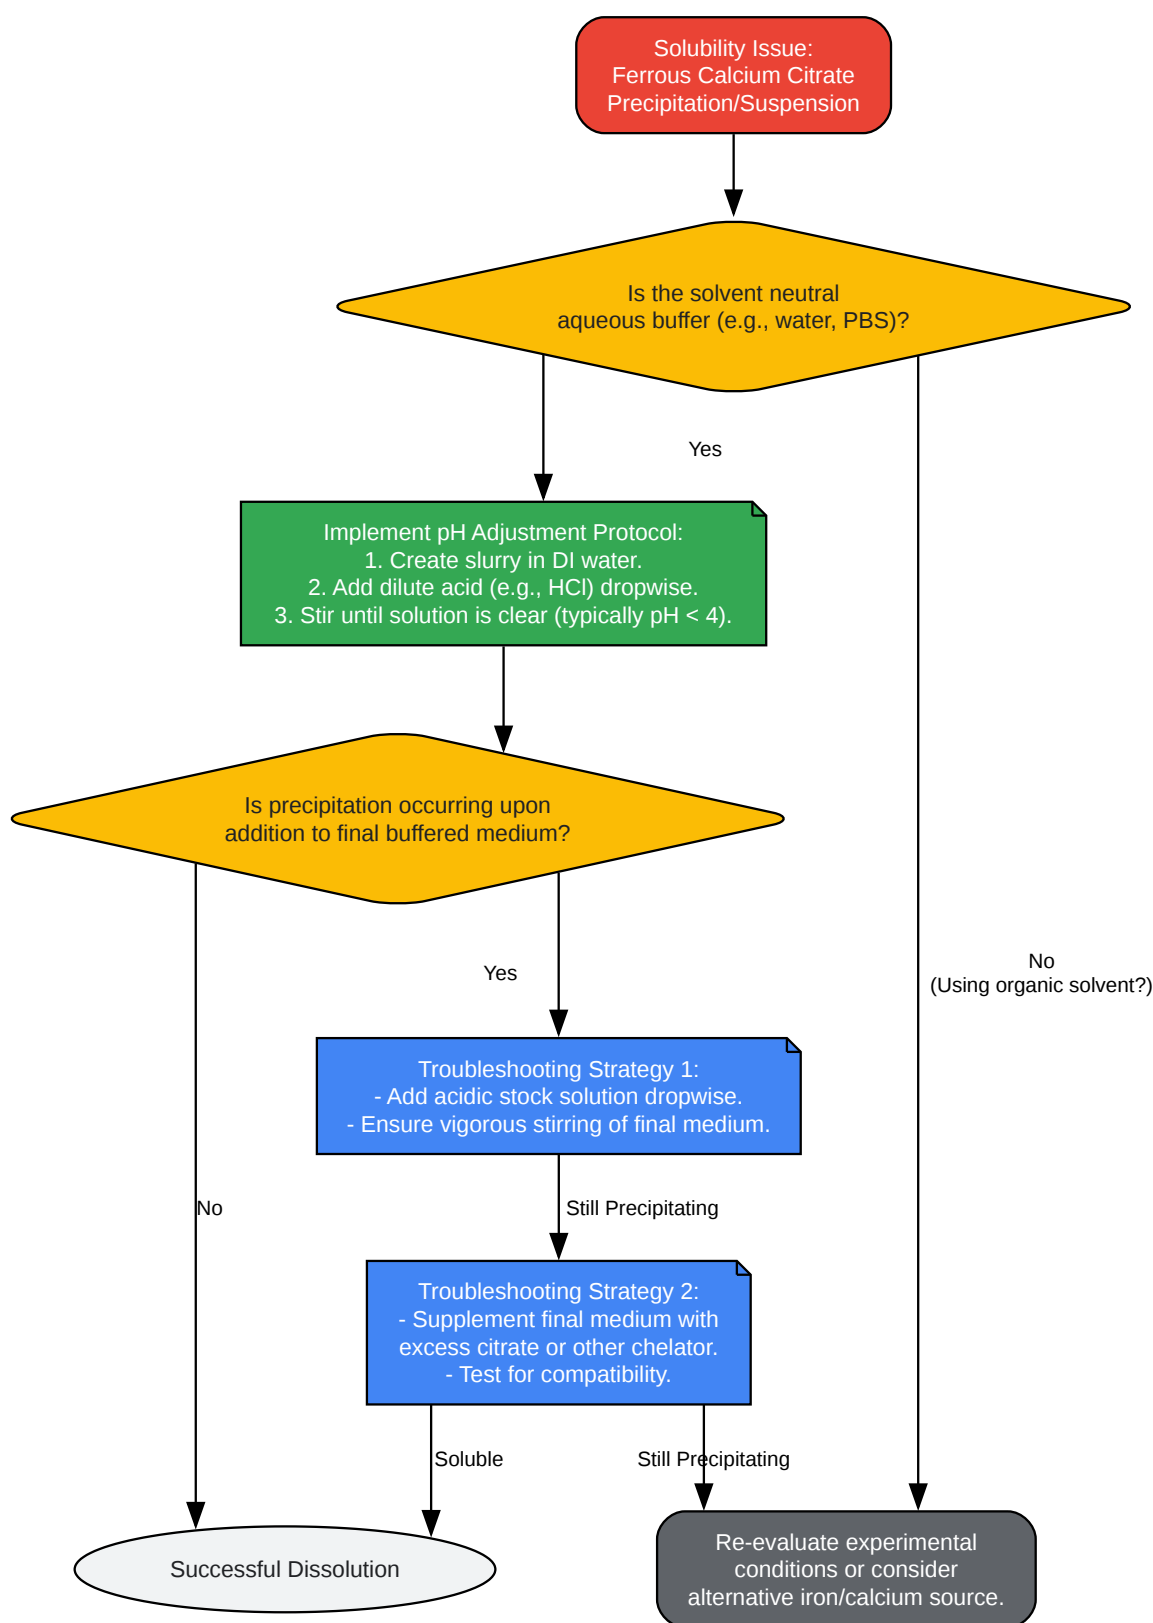 Solubility Issue:
Ferrous Calcium Citrate
Precipitation/Suspension
Is the solvent neutral
aqueous buffer (e.g., water, PBS)?
Yes
Implement pH Adjustment Protocol:
1. Create slurry in DI water.
2. Add dilute acid (e.g., HCl) dropwise.
3. Stir until solution is clear (typically pH < 4).
Is precipitation occurring upon
addition to final buffered medium?
No
(Using organic solvent?)
Yes
Troubleshooting Strategy 1:
- Add acidic stock solution dropwise.
- Ensure vigorous stirring of final medium.
No
Still Precipitating
Troubleshooting Strategy 2:
- Supplement final medium with
excess citrate or other chelator.
- Test for compatibility.
Soluble
Still Precipitating
Successful Dissolution
Re-evaluate experimental
conditions or consider
alternative iron/calcium source.